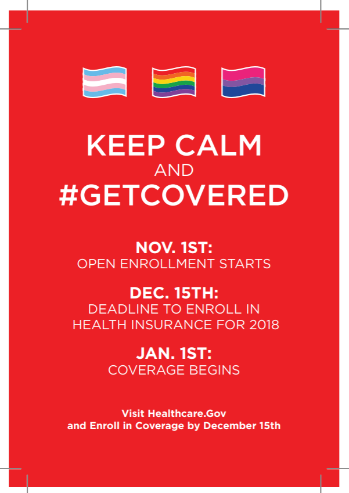 KEEP CALM
AND
#GETCOVERED
NOV. 1ST:
OPEN ENROLLMENT STARTS
DEC. 15TH:
DEADLINE TO ENROLL IN
HEALTH INSURANCE FOR 2018
JAN. 1ST:
COVERAGE BEGINS
Visit Healthcare.Gov
and Enroll in Coverage by December 15th